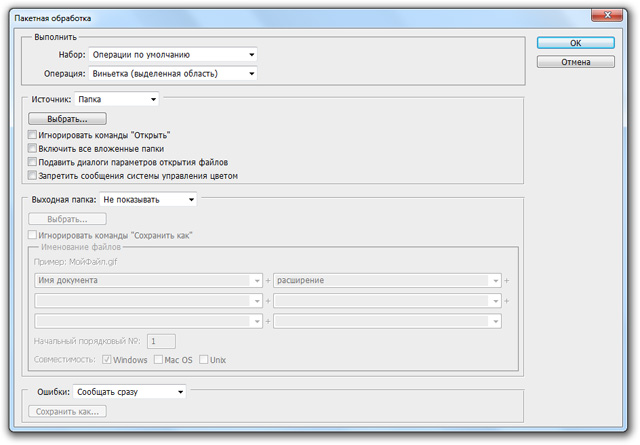 Пакетная обработка
Выполнить
OK
Набор: Операции по умолчанию
Отмена
Операция: Виньетка (выделенная область)
Источник: Папка
Выбрать...
Игнорировать команды "Открыть"
Включить все вложенные папки
Подавить диалоги параметров открытия файлов
Запретить сообщения системы управления цветом
Выходная папка: Не показывать
Выбрать...
Игнорировать команды "Сохранить как"
Именование файлов
Пример: МойФайл.gif
Имя документа + расширение +
+ +
+
Начальный порядковый №: 1
Совместимость: Windows Mac OS Unix
Ошибки: Сообщать сразу
Сохранить как...